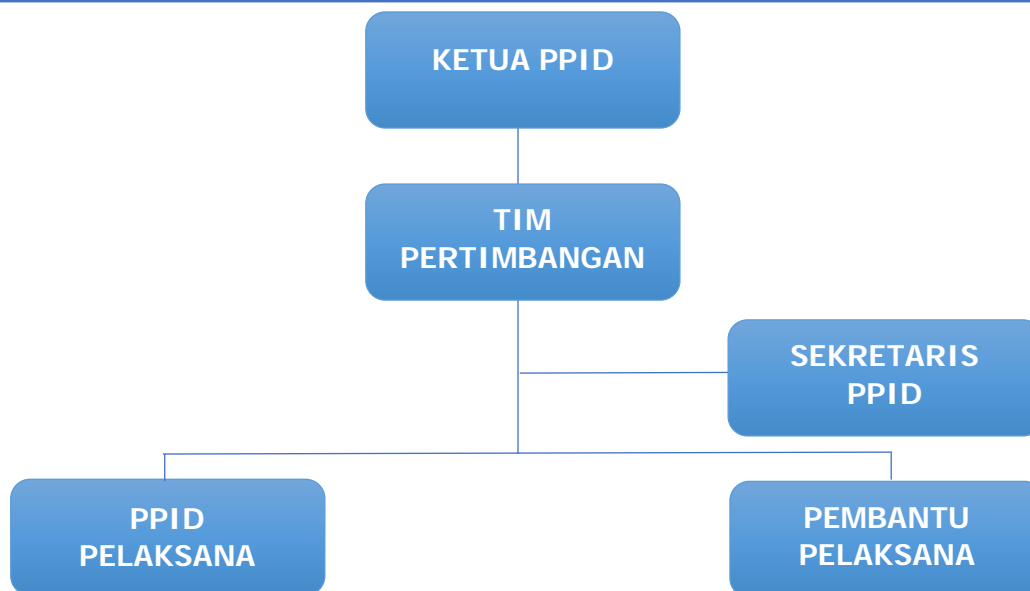 KETUA PPID
TIM
PERTIMBANGAN
SEKRETARIS
PPID
PPID
PELAKSANA
PEMBANTU
PELAKSANA